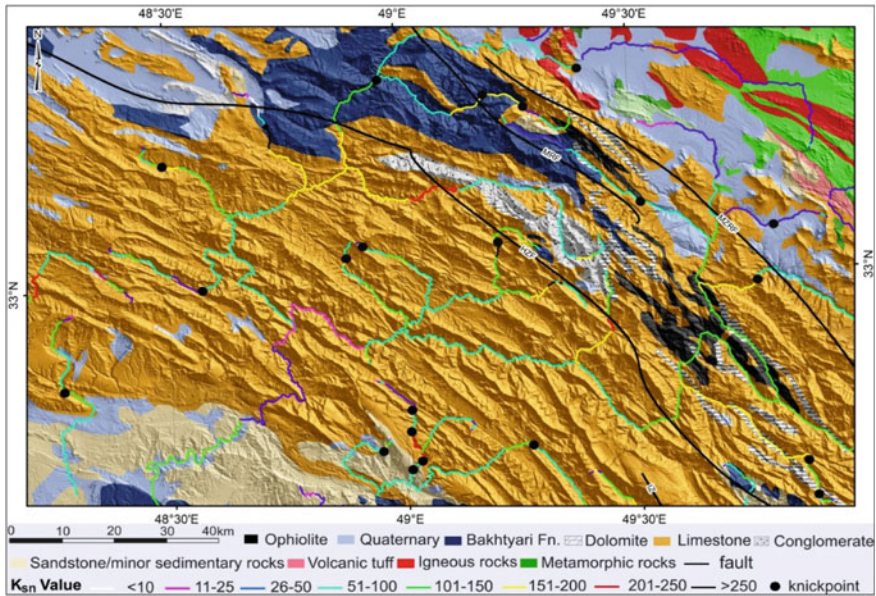 48°30'E 49°E 49°30'E
N
MRF
MZRF
HZF
33°N 33°N
48°30'E 49°E 49°30'E
0 10 20 30 40km Ophiolite Quaternary Bakhtyari Fn. Dolomite Limestone Conglomerate
Sandstone/minor sedimentary rocks Volcanic tuff Igneous rocks Metamorphic rocks fault
Ksn Value <10 11-25 26-50 51-100 101-150 151-200 201-250 >250 knickpoint